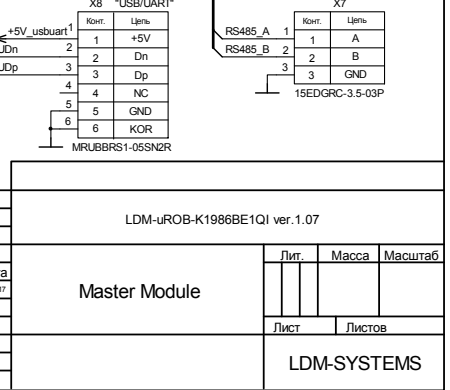 X8 "USB/UART"
Конт. Цепь
+5V_usbuart 1 1 +5V
UDn 2 2 Dn
UDp 3 3 Dp
4 4 NC
5 5 GND
6 6 KOR
MRUBBRS1-05SN2R
X7
Конт. Цепь
RS485_A 1 1 A
RS485_B 2 2 B
3 3 GND
15EDGRC-3.5-03P
LDM-uROB-K1986BE1QI ver.1.07
Лит. Масса Масштаб
Master Module
Лист Листов
LDM-SYSTEMS